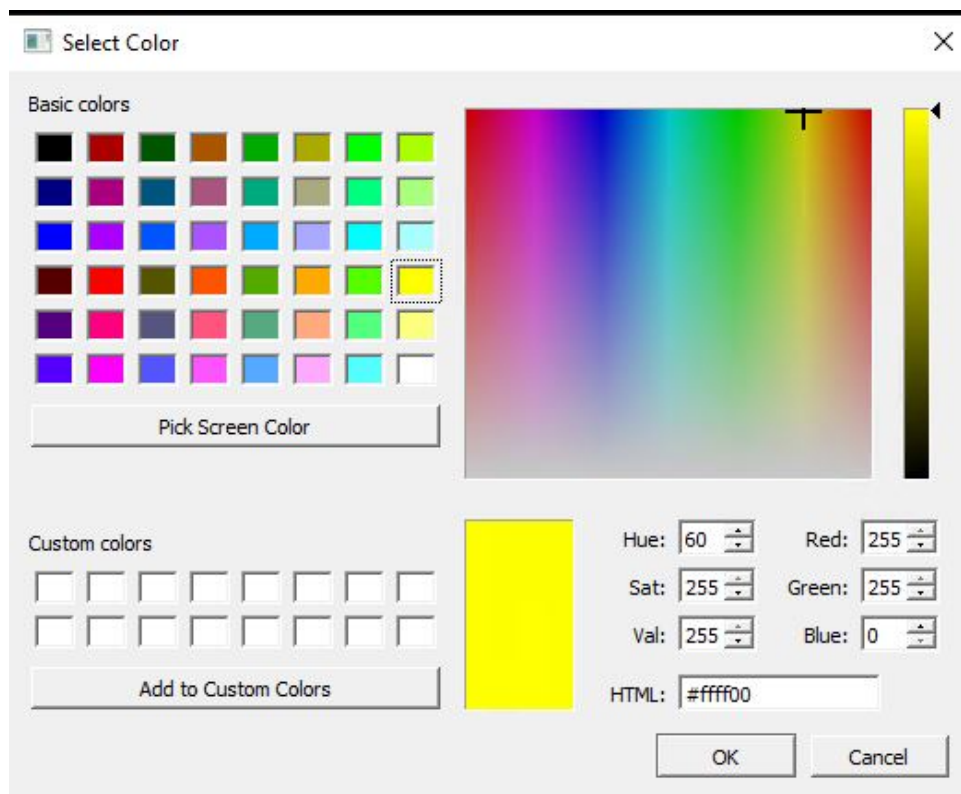 Select Color
Basic colors
Pick Screen Color
Custom colors
Add to Custom Colors
Hue: 60 Red: 255
Sat: 255 Green: 255
Val: 255 Blue: 0
HTML: #ffff00
OK Cancel